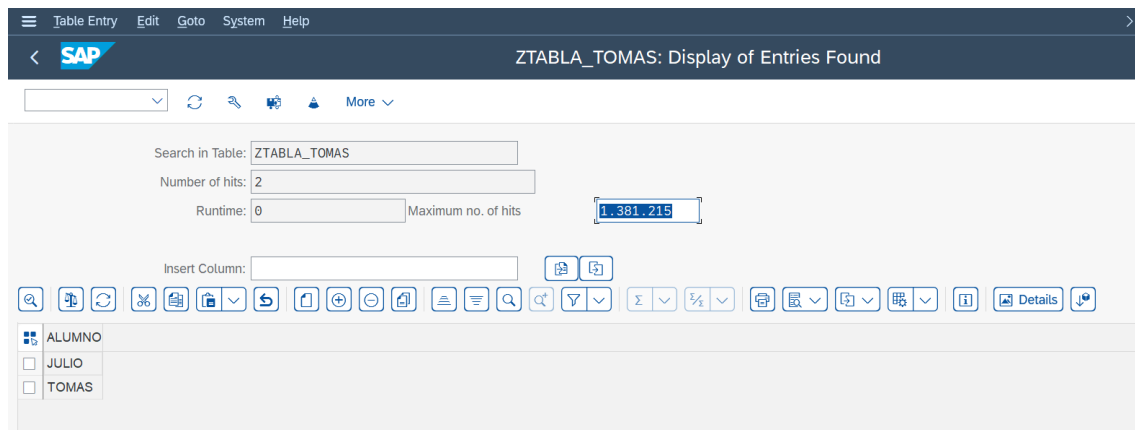 Table Entry Edit Goto System Help
SAP ZTABLA_TOMAS: Display of Entries Found
More
Search in Table: ZTABLA_TOMAS
Number of hits: 2
Runtime: 0 Maximum no. of hits 1.381.215
Insert Column:
Details
ALUMNO
JULIO
TOMAS